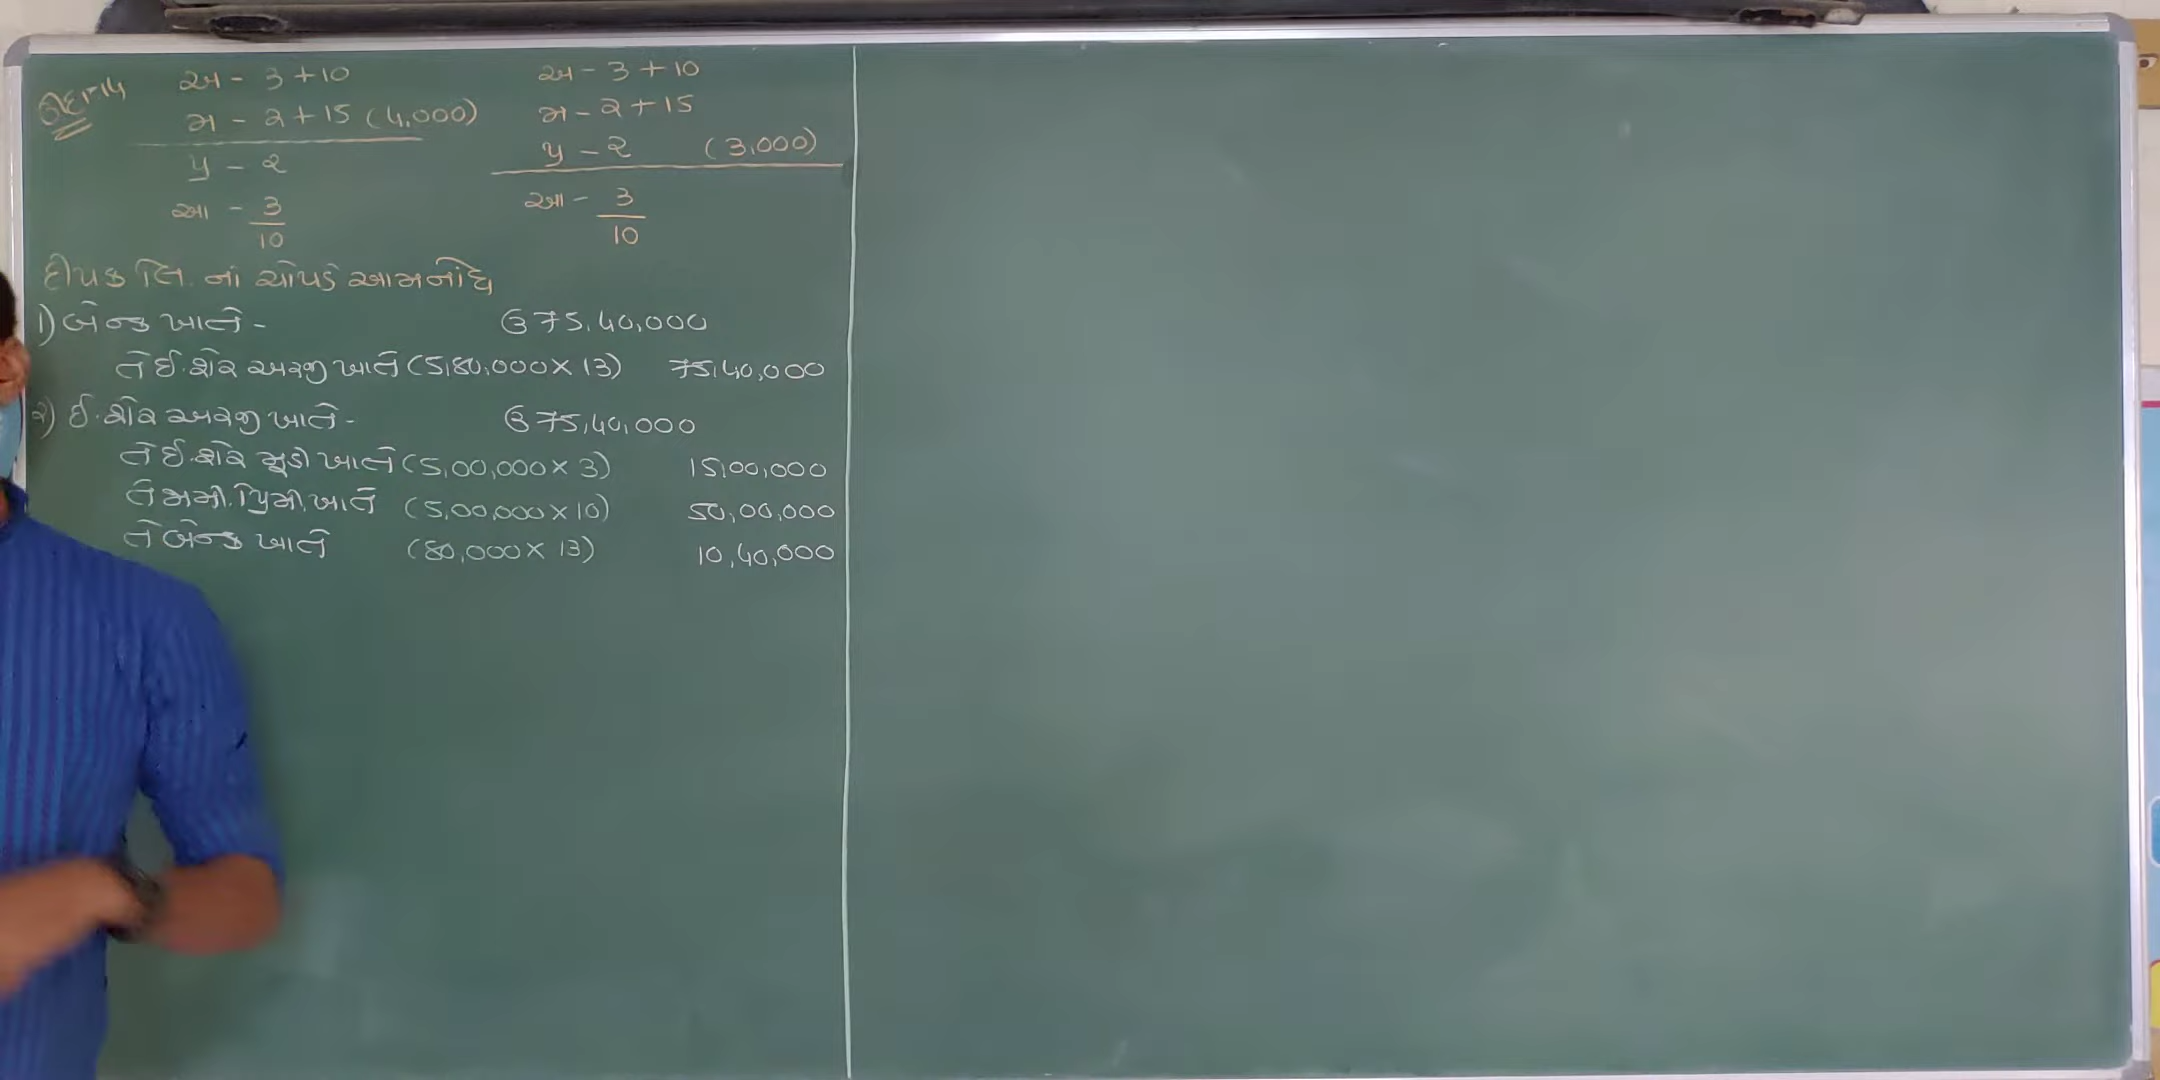 ઉદા-14
અ - 3 + 10
મ - 2 + 15 (4,000)
પુ - 2
આ - 3/10
અ - 3 + 10
મ - 2 + 15
પુ - 2 (3,000)
આ - 3/10
દીપક લિ. નાં ચોપડે આમનોંધ
1) બેન્ક ખાતે - ઉ 75,40,000
તે ઈ. શેર અરજી ખાતે (5,80,000 × 13) 75,40,000
2) ઈ. શેર અરજી ખાતે - ઉ 75,40,000
તે ઈ. શેર મૂડી ખાતે (5,00,000 × 3) 15,00,000
તે જામી. પ્રિમી. ખાતે (5,00,000 × 10) 50,00,000
તે બેન્ક ખાતે (80,000 × 13) 10,40,000